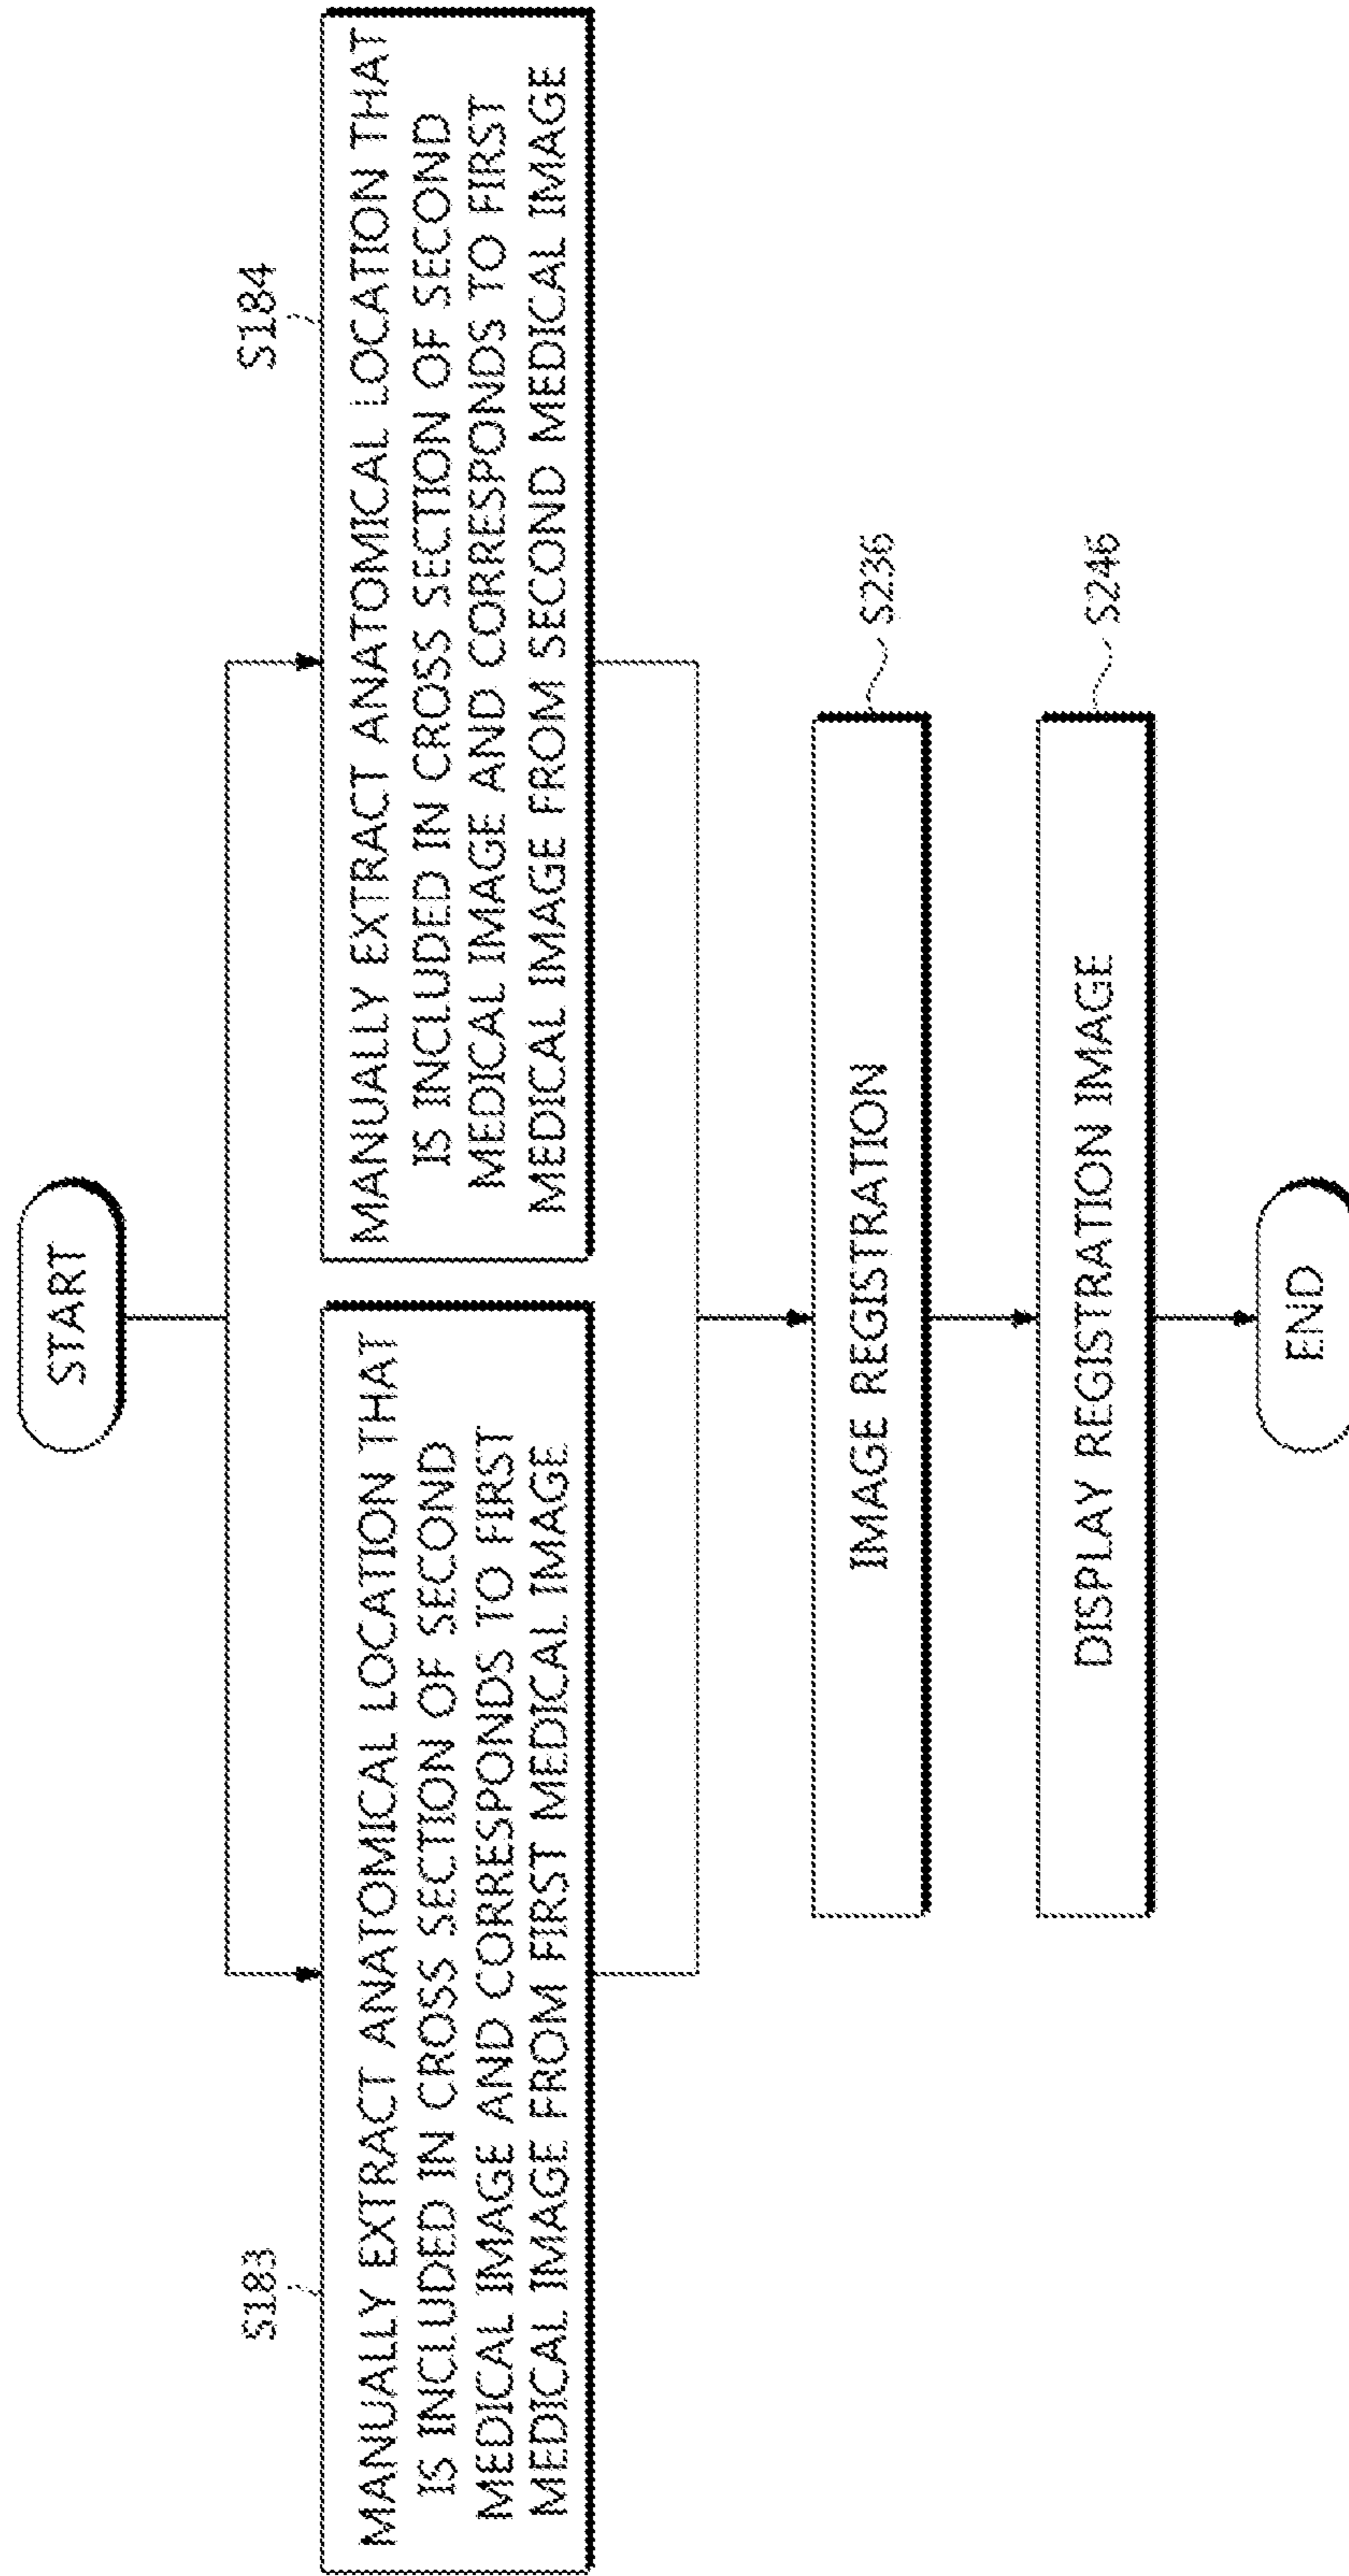 START
S183
MANUALLY EXTRACT ANATOMICAL LOCATION THAT
IS INCLUDED IN CROSS SECTION OF SECOND
MEDICAL IMAGE AND CORRESPONDS TO FIRST
MEDICAL IMAGE FROM FIRST MEDICAL IMAGE
S184
MANUALLY EXTRACT ANATOMICAL LOCATION THAT
IS INCLUDED IN CROSS SECTION OF SECOND
MEDICAL IMAGE AND CORRESPONDS TO FIRST
MEDICAL IMAGE FROM SECOND MEDICAL IMAGE
IMAGE REGISTRATION
S236
DISPLAY REGISTRATION IMAGE
S246
END